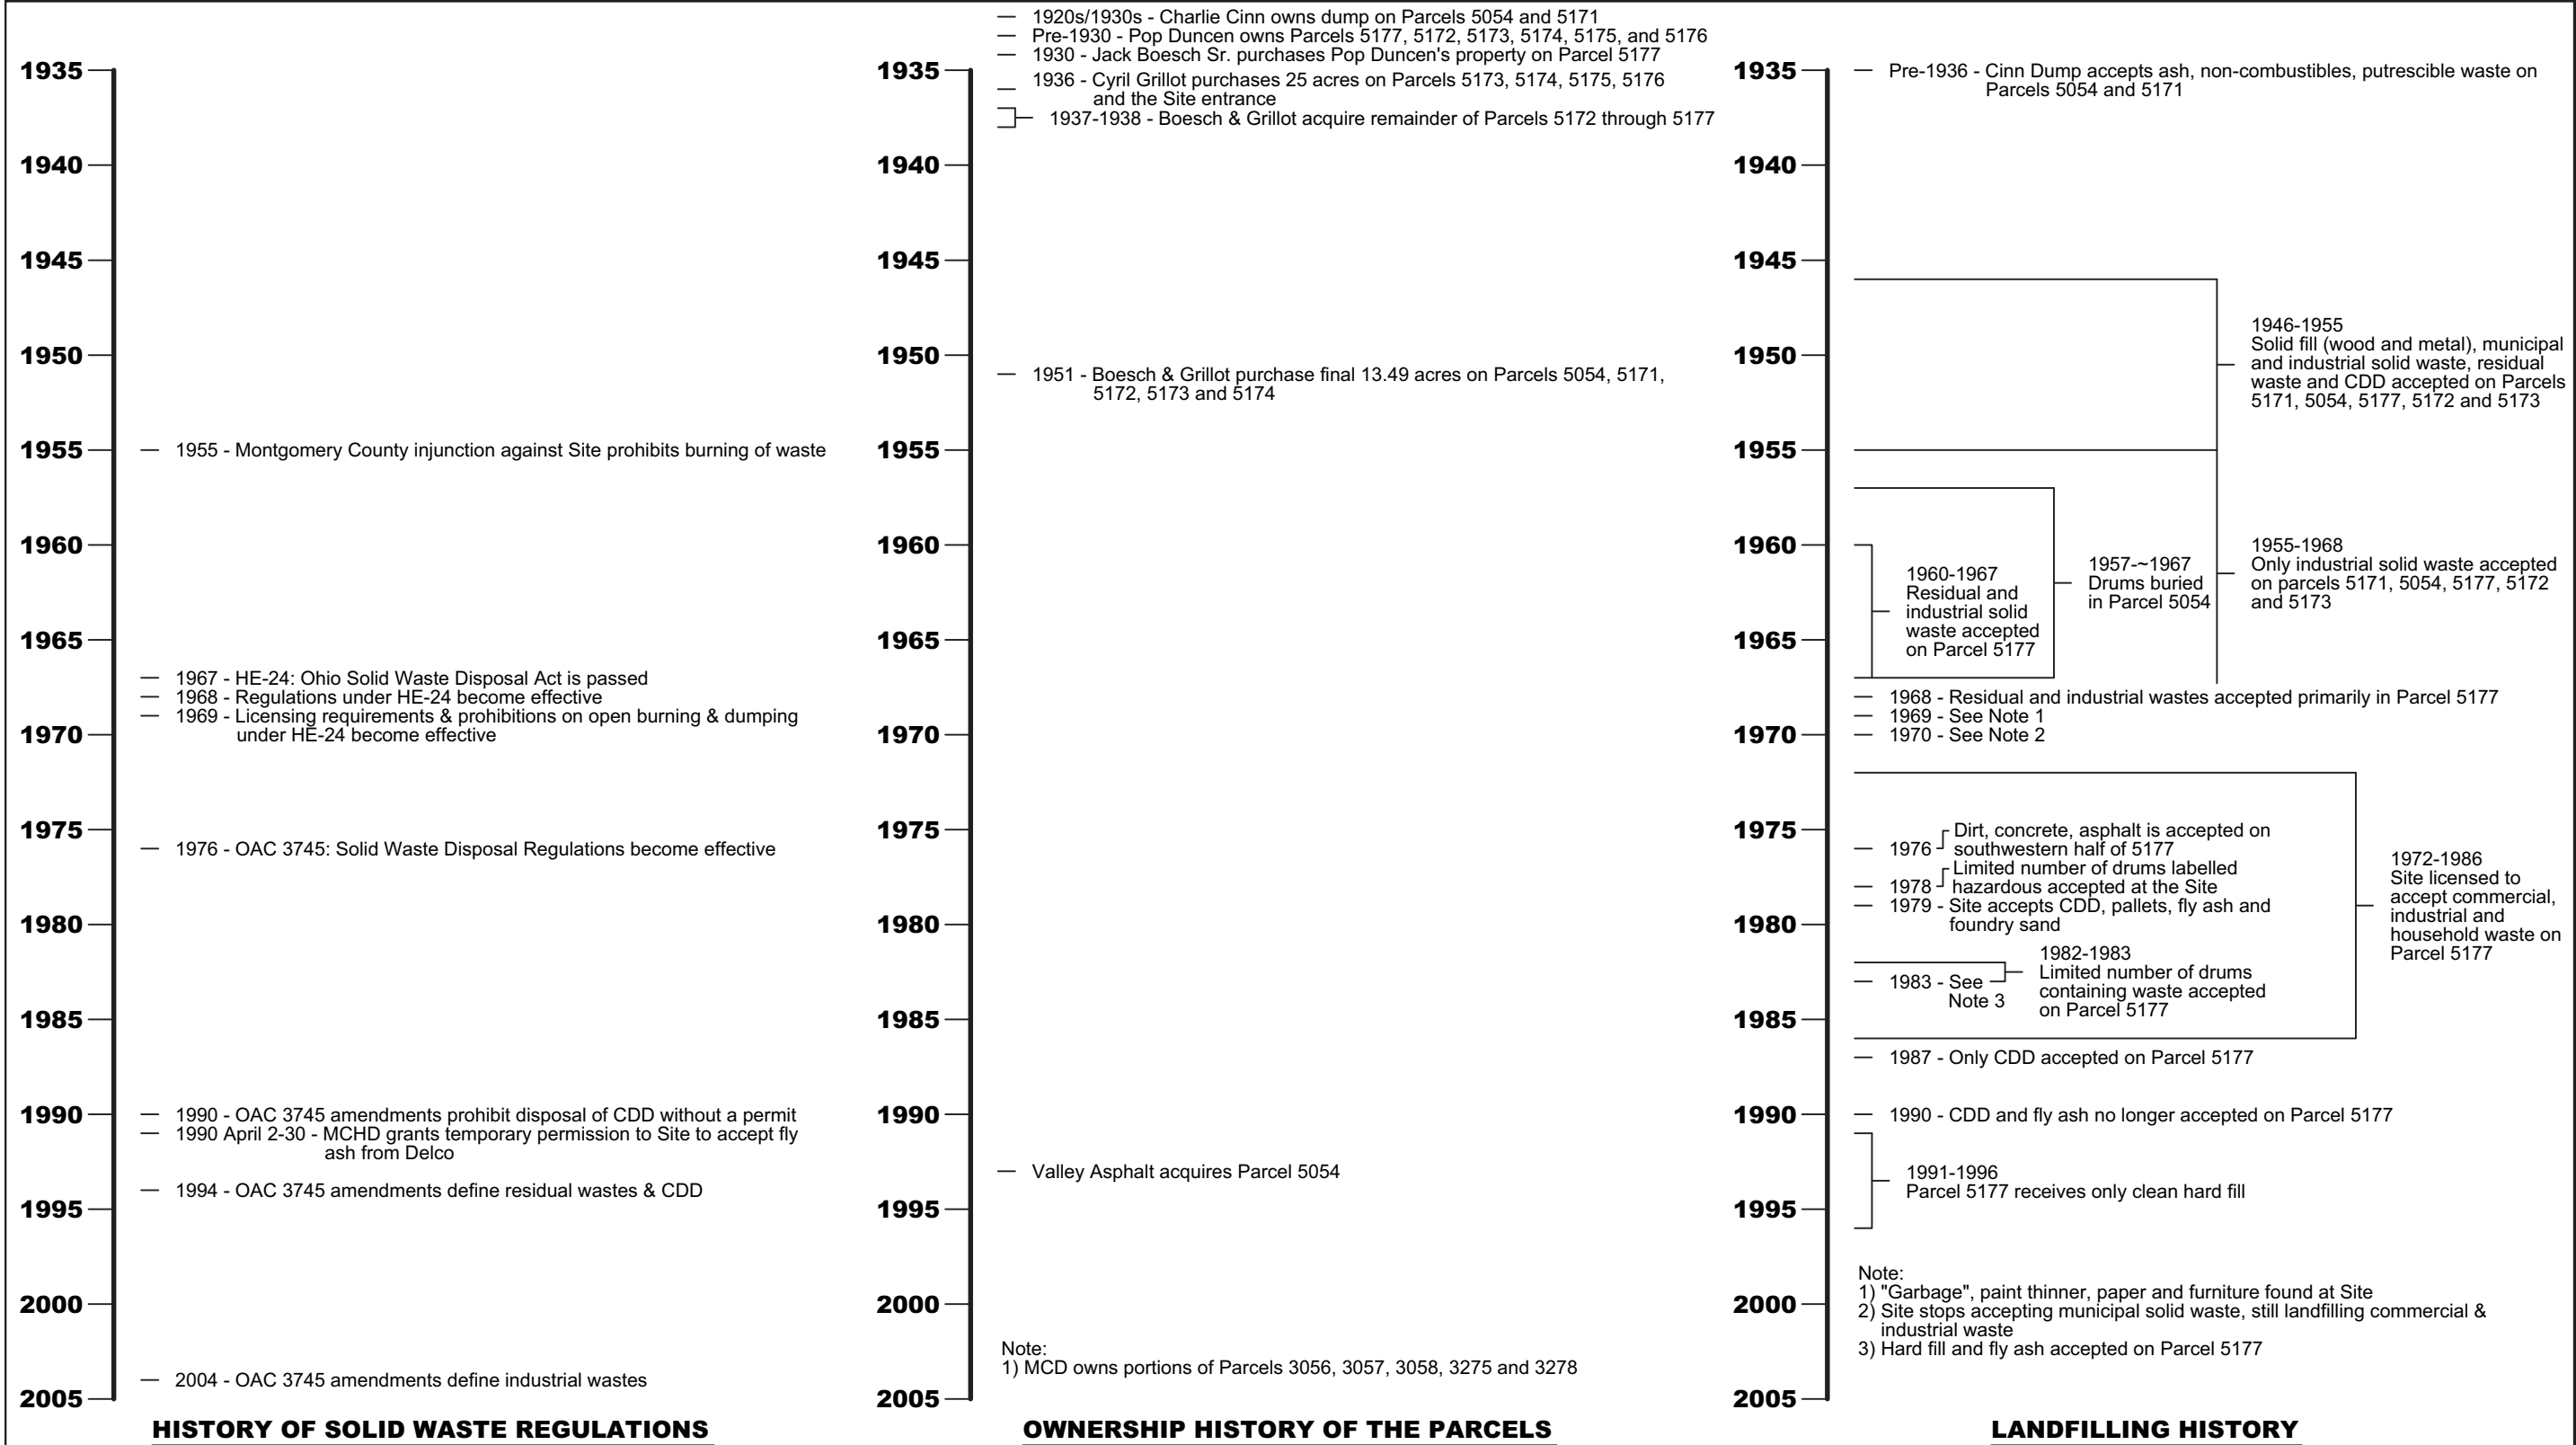 1935
1940
1945
1950
1955
1960
1965
1970
1975
1980
1985
1990
1995
2000
2005
1955 - Montgomery County injunction against Site prohibits burning of waste
1967 - HE-24: Ohio Solid Waste Disposal Act is passed
1968 - Regulations under HE-24 become effective
1969 - Licensing requirements & prohibitions on open burning & dumping
under HE-24 become effective
1976 - OAC 3745: Solid Waste Disposal Regulations become effective
1990 - OAC 3745 amendments prohibit disposal of CDD without a permit
1990 April 2-30 - MCHD grants temporary permission to Site to accept fly
ash from Delco
1994 - OAC 3745 amendments define residual wastes & CDD
2004 - OAC 3745 amendments define industrial wastes
HISTORY OF SOLID WASTE REGULATIONS
1935
1940
1945
1950
1955
1960
1965
1970
1975
1980
1985
1990
1995
2000
2005
1920s/1930s - Charlie Cinn owns dump on Parcels 5054 and 5171
Pre-1930 - Pop Duncen owns Parcels 5177, 5172, 5173, 5174, 5175, and 5176
1930 - Jack Boesch Sr. purchases Pop Duncen's property on Parcel 5177
1936 - Cyril Grillot purchases 25 acres on Parcels 5173, 5174, 5175, 5176
and the Site entrance
1937-1938 - Boesch & Grillot acquire remainder of Parcels 5172 through 5177
1951 - Boesch & Grillot purchase final 13.49 acres on Parcels 5054, 5171,
5172, 5173 and 5174
Valley Asphalt acquires Parcel 5054
Note:
1) MCD owns portions of Parcels 3056, 3057, 3058, 3275 and 3278
OWNERSHIP HISTORY OF THE PARCELS
1935
1940
1945
1950
1955
1960
1965
1970
1975
1980
1985
1990
1995
2000
2005
Pre-1936 - Cinn Dump accepts ash, non-combustibles, putrescible waste on
Parcels 5054 and 5171
1946-1955
Solid fill (wood and metal), municipal
and industrial solid waste, residual
waste and CDD accepted on Parcels
5171, 5054, 5177, 5172 and 5173
1960-1967
Residual and
industrial solid
waste accepted
on Parcel 5177
1957-~1967
Drums buried
in Parcel 5054
1955-1968
Only industrial solid waste accepted
on parcels 5171, 5054, 5177, 5172
and 5173
1968 - Residual and industrial wastes accepted primarily in Parcel 5177
1969 - See Note 1
1970 - See Note 2
1976
Dirt, concrete, asphalt is accepted on
southwestern half of 5177
1978
Limited number of drums labelled
hazardous accepted at the Site
1979 - Site accepts CDD, pallets, fly ash and
foundry sand
1983 - See
Note 3
1982-1983
Limited number of drums
containing waste accepted
on Parcel 5177
1972-1986
Site licensed to
accept commercial,
industrial and
household waste on
Parcel 5177
1987 - Only CDD accepted on Parcel 5177
1990 - CDD and fly ash no longer accepted on Parcel 5177
1991-1996
Parcel 5177 receives only clean hard fill
Note:
1) "Garbage", paint thinner, paper and furniture found at Site
2) Site stops accepting municipal solid waste, still landfilling commercial &
industrial waste
3) Hard fill and fly ash accepted on Parcel 5177
LANDFILLING HISTORY